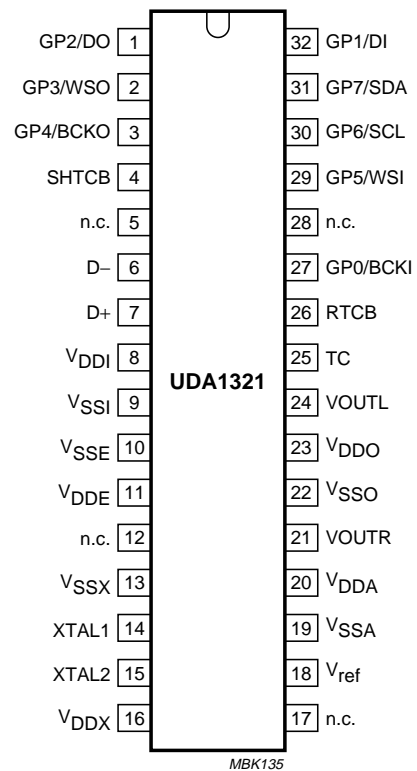 GP2/DO 1
GP3/WSO 2
GP4/BCKO 3
SHTCB 4
n.c. 5
D− 6
D+ 7
VDDI 8
VSSI 9
VSSE 10
VDDE 11
n.c. 12
VSSX 13
XTAL1 14
XTAL2 15
VDDX 16
UDA1321
32 GP1/DI
31 GP7/SDA
30 GP6/SCL
29 GP5/WSI
28 n.c.
27 GP0/BCKI
26 RTCB
25 TC
24 VOUTL
23 VDDO
22 VSSO
21 VOUTR
20 VDDA
19 VSSA
18 Vref
17 n.c.
MBK135